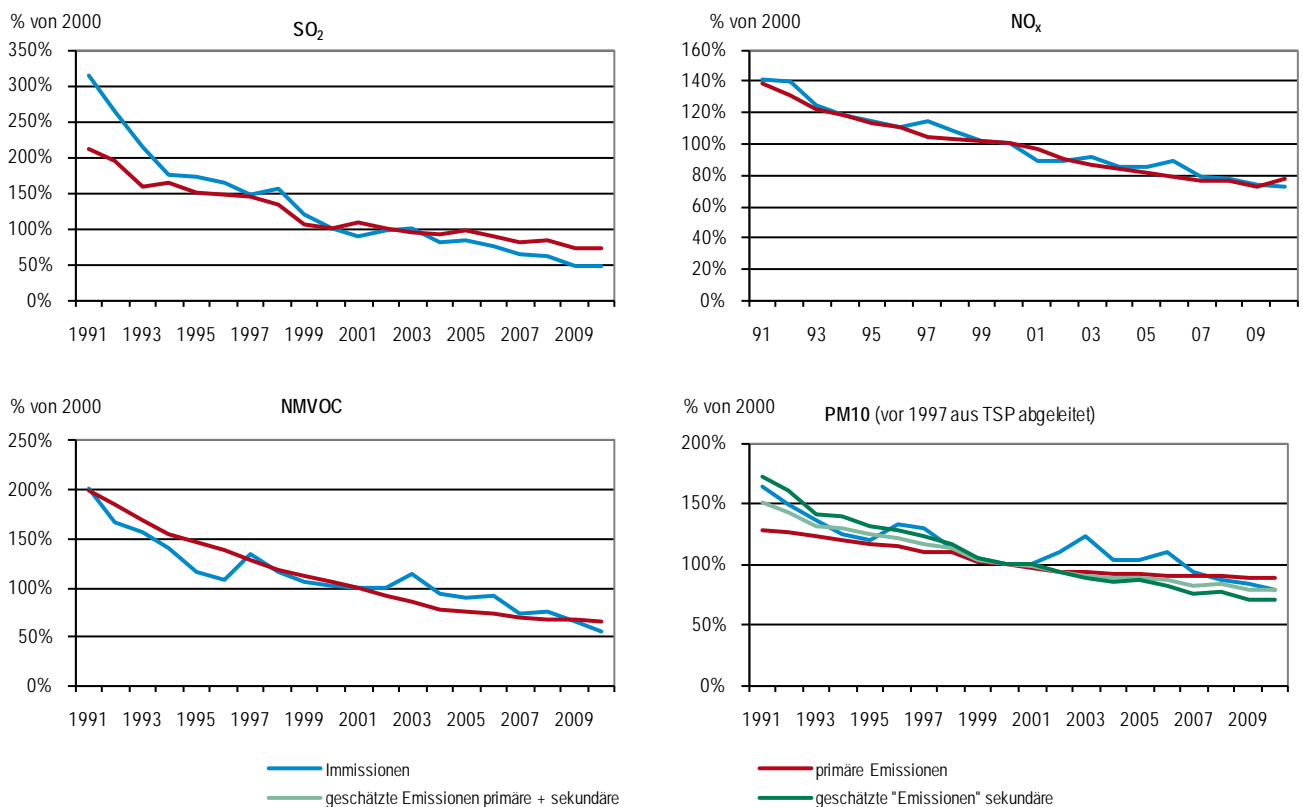 % von 2000
SO₂
350%
300%
250%
200%
150%
100%
50%
0%
1991 1993 1995 1997 1999 2001 2003 2005 2007 2009
% von 2000
NOₓ
160%
140%
120%
100%
80%
60%
40%
20%
0%
91 93 95 97 99 01 03 05 07 09
% von 2000
NMVOC
250%
200%
150%
100%
50%
0%
1991 1993 1995 1997 1999 2001 2003 2005 2007 2009
% von 2000
PM10 (vor 1997 aus TSP abgeleitet)
200%
150%
100%
50%
0%
1991 1993 1995 1997 1999 2001 2003 2005 2007 2009
Immissionen
primäre Emissionen
geschätzte Emissionen primäre + sekundäre
geschätzte "Emissionen" sekundäre